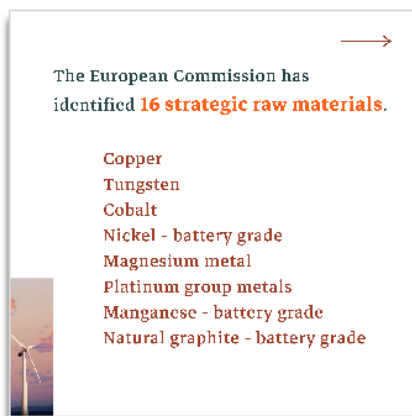 The European Commission has
identified 16 strategic raw materials.
Copper
Tungsten
Cobalt
Nickel - battery grade
Magnesium metal
Platinum group metals
Manganese - battery grade
Natural graphite - battery grade